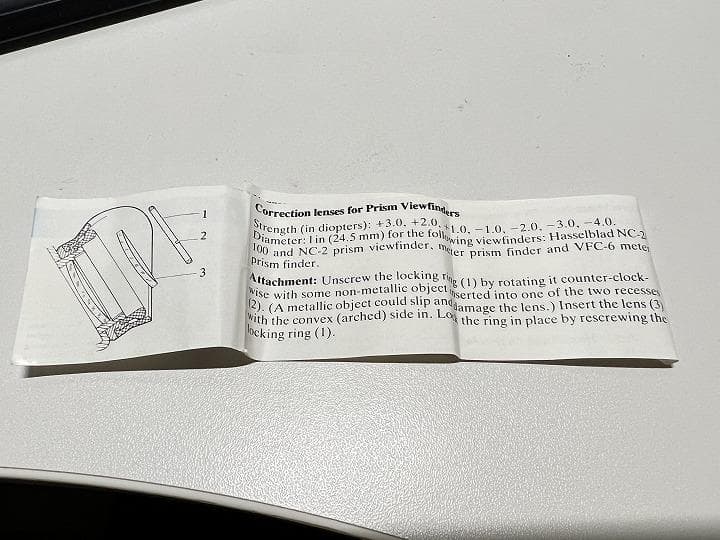 1
2
3
Correction lenses for Prism Viewfinders
Strength (in diopters): +3.0, +2.0, +1.0, −1.0, −2.0, −3.0, −4.0.
Diameter: 1 in (24.5 mm) for the following viewfinders: Hasselblad NC-2
100 and NC-2 prism viewfinder, meter prism finder and VFC-6 meter
prism finder.
Attachment: Unscrew the locking ring (1) by rotating it counter-clock-
wise with some non-metallic object inserted into one of the two recesses
(2). (A metallic object could slip and damage the lens.) Insert the lens (3)
with the convex (arched) side in. Lock the ring in place by rescrewing the
locking ring (1).